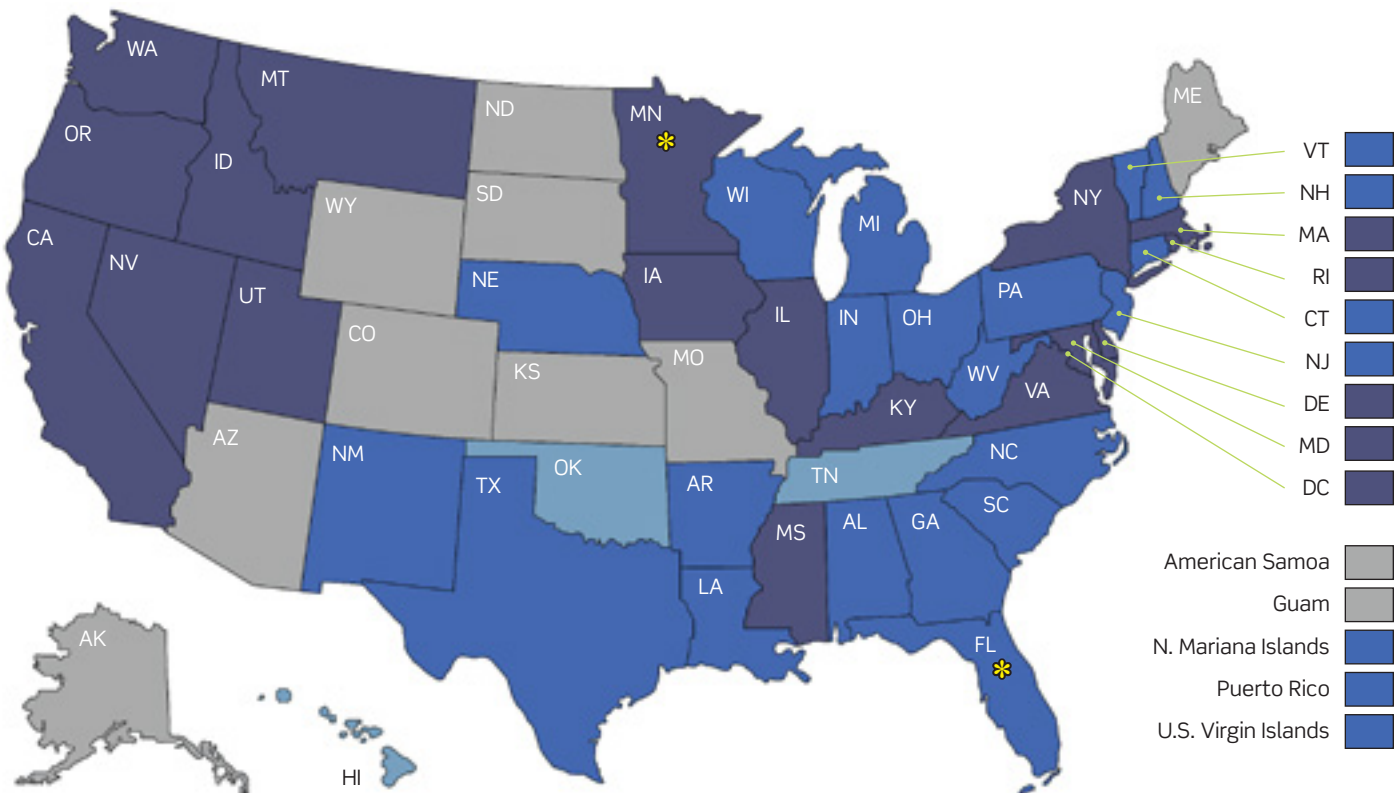 WA
MT
ND
MN
*
ME
OR
ID
SD
WI
MI
NY
WY
CA
NV
UT
NE
IA
IL
IN
OH
PA
CO
KS
MO
WV
VA
KY
AZ
NM
OK
TX
AR
TN
NC
SC
MS
AL
GA
LA
FL
*
AK
HI
VT
NH
MA
RI
CT
NJ
DE
MD
DC
American Samoa
Guam
N. Mariana Islands
Puerto Rico
U.S. Virgin Islands